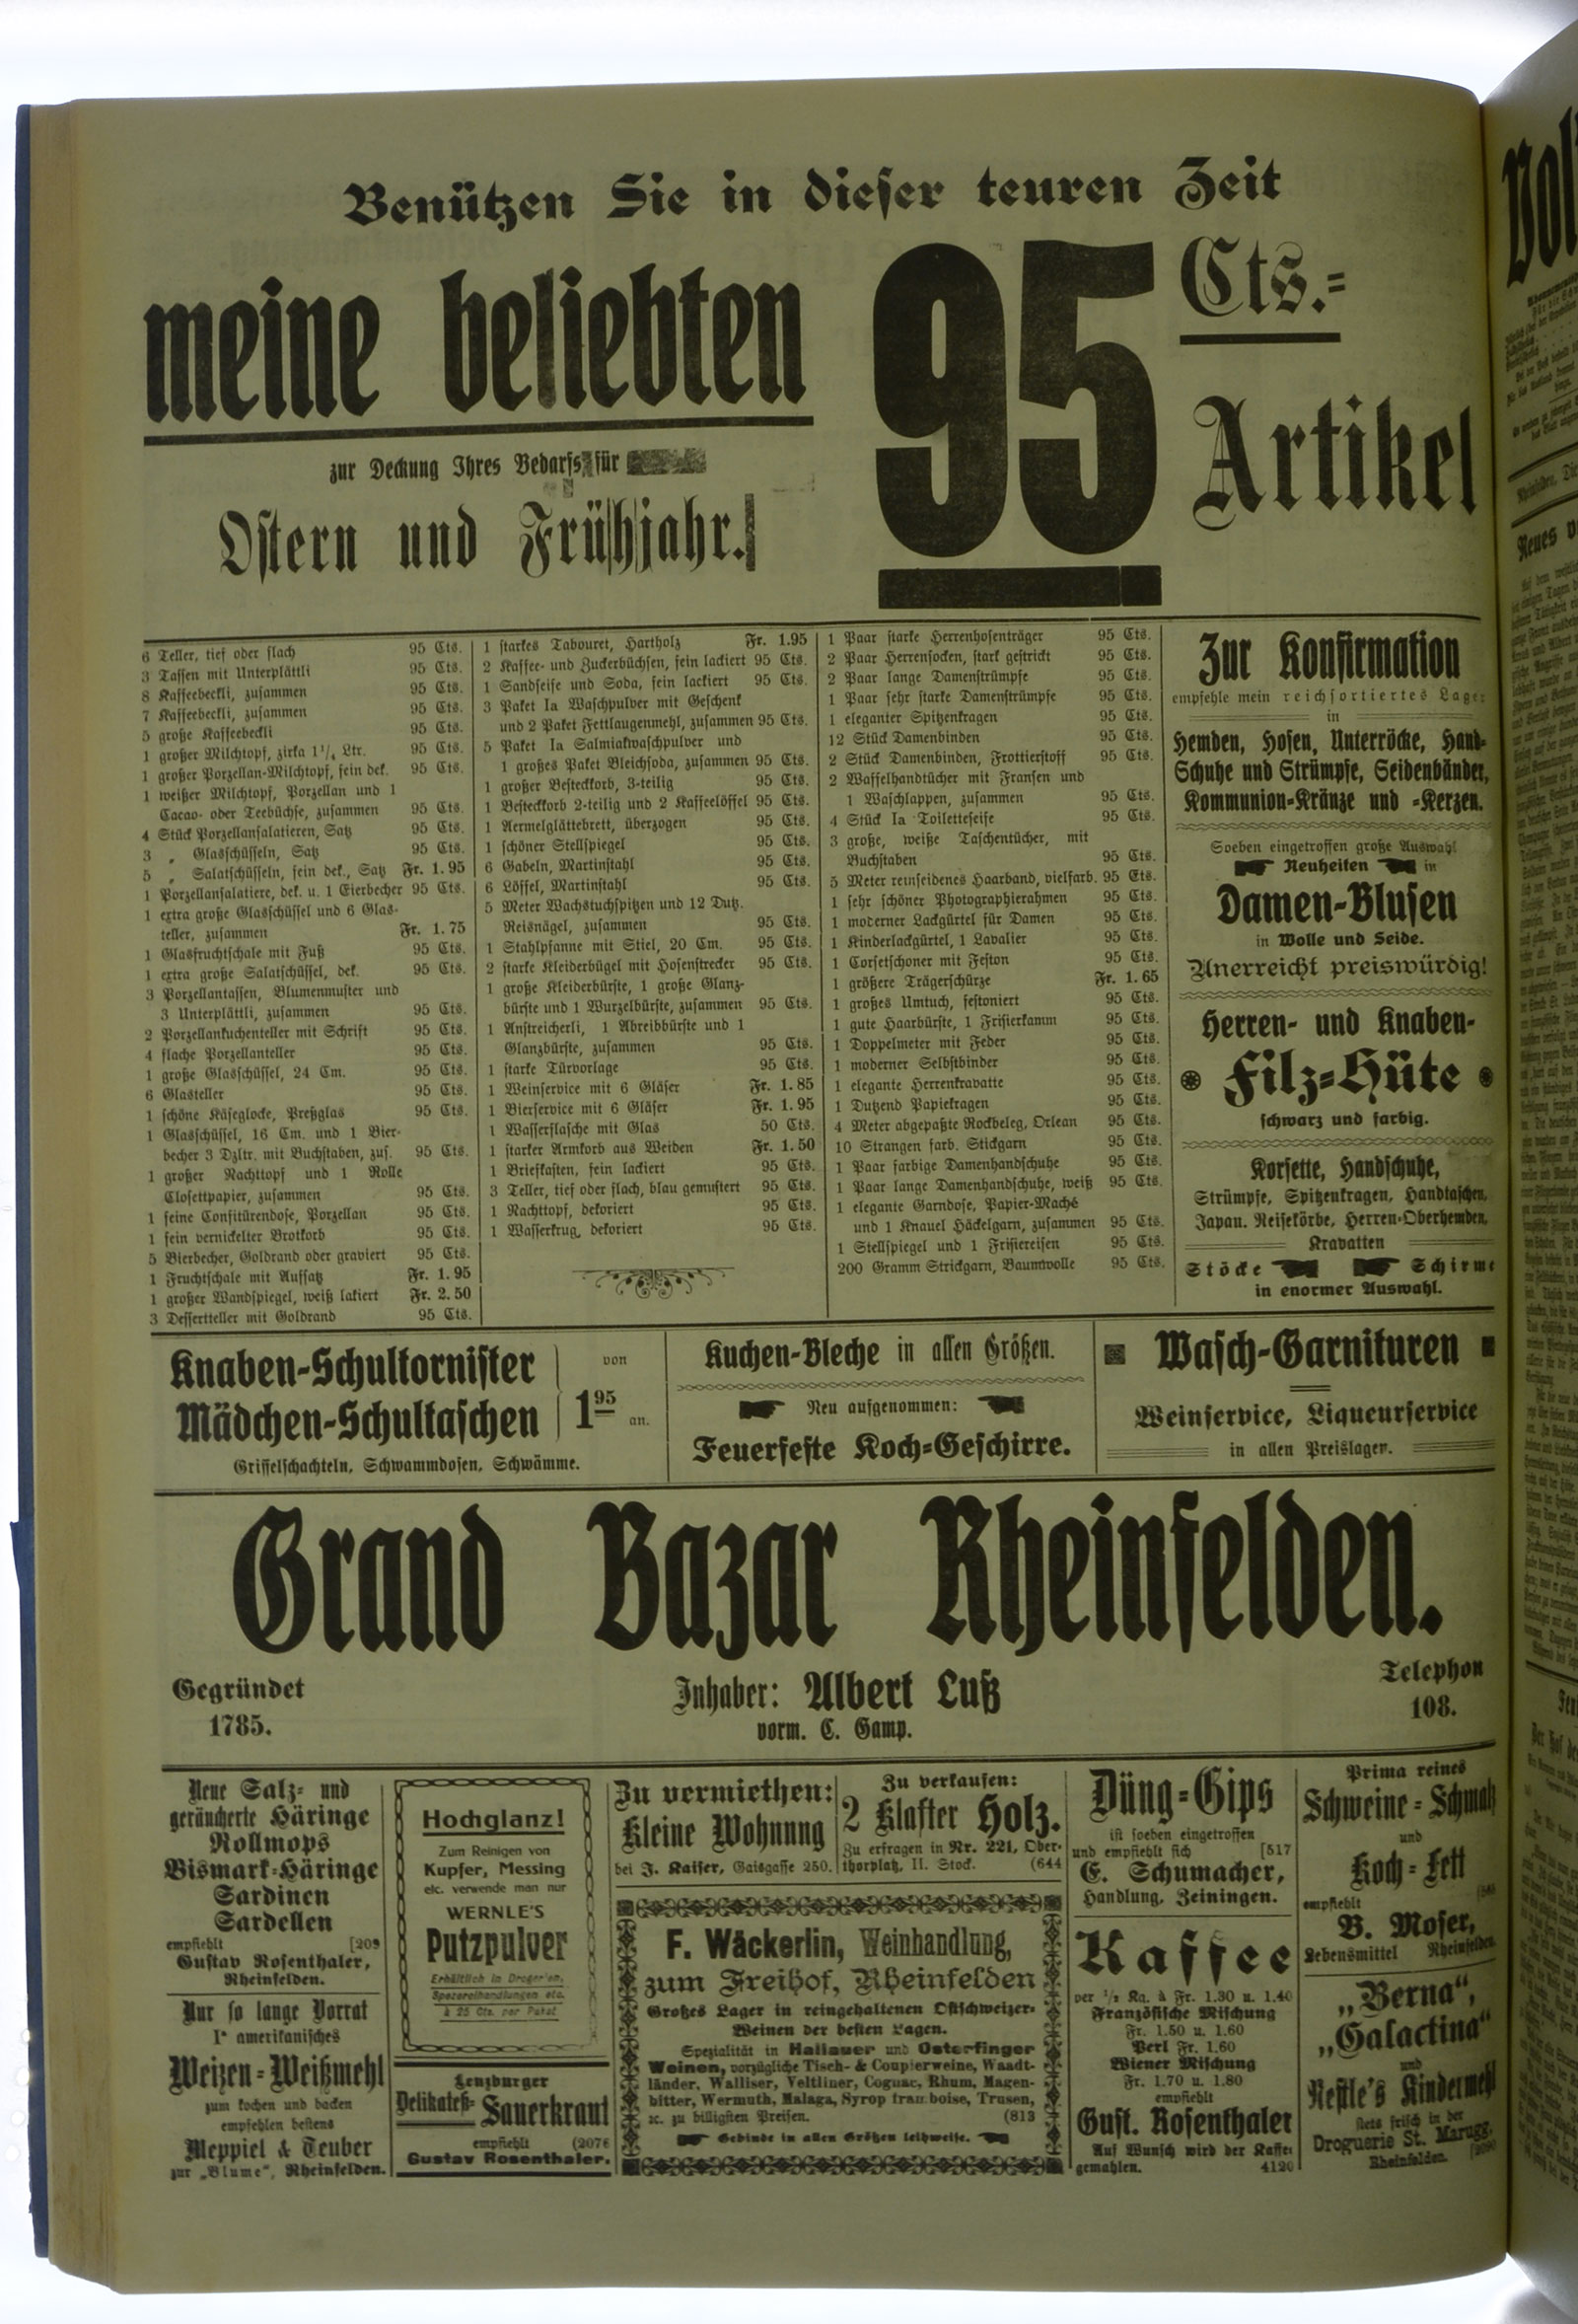 Benützen Sie in dieser teuren Zeit
meine beliebten
95
Cts.=
Artikel
zur Deckung Ihres Bedarfs für
Ostern und Frühjahr.
6 Teller, tief oder flach 95 Cts.
3 Tassen mit Unterplättli 95 Cts.
8 Kaffeebeckli, zusammen 95 Cts.
7 Kaffeebeckli, zusammen 95 Cts.
5 große Kaffeebeckli 95 Cts.
1 großer Milchtopf, zirka 1¹/₄ Ltr. 95 Cts.
1 großer Porzellan-Milchtopf, fein dek. 95 Cts.
1 weißer Milchtopf, Porzellan und 1
Cacao- oder Teebüchse, zusammen 95 Cts.
4 Stück Porzellansalatieren, Satz 95 Cts.
3 „ Glasschüsseln, Satz 95 Cts.
5 „ Salatschüsseln, fein dek., Satz Fr. 1.95
1 Porzellansalatiere, dek. u. 1 Eierbecher 95 Cts.
1 extra große Glasschüssel und 6 Glas-
teller, zusammen Fr. 1.75
1 Glasfruchtschale mit Fuß 95 Cts.
1 extra große Salatschüssel, dek. 95 Cts.
3 Porzellantassen, Blumenmuster und
3 Unterplättli, zusammen 95 Cts.
2 Porzellankuchenteller mit Schrift 95 Cts.
4 flache Porzellanteller 95 Cts.
1 große Glasschüssel, 24 Cm. 95 Cts.
6 Glasteller 95 Cts.
1 schöne Käseglocke, Preßglas 95 Cts.
1 Glasschüssel, 16 Cm. und 1 Bier-
becher 3 Dzltr. mit Buchstaben, zus. 95 Cts.
1 großer Nachttopf und 1 Rolle
Closettpapier, zusammen 95 Cts.
1 feine Confitürendose, Porzellan 95 Cts.
1 fein vernickelter Brotkorb 95 Cts.
5 Bierbecher, Goldrand oder graviert 95 Cts.
1 Fruchtschale mit Aufsatz Fr. 1.95
1 großer Wandspiegel, weiß lakiert Fr. 2.50
3 Dessertteller mit Goldrand 95 Cts.
1 starkes Tabouret, Hartholz Fr. 1.95
2 Kaffee- und Zuckerbüchsen, fein lackiert 95 Cts.
1 Sandseife und Soda, fein lackiert 95 Cts.
3 Paket Ia Waschpulver mit Geschenk
und 2 Paket Fettlaugenmehl, zusammen 95 Cts.
5 Paket Ia Salmiakwaschpulver und
1 großes Paket Bleichsoda, zusammen 95 Cts.
1 großer Besteckkorb, 3-teilig 95 Cts.
1 Besteckkorb 2-teilig und 2 Kaffeelöffel 95 Cts.
1 Aermelglättebrett, überzogen 95 Cts.
1 schöner Stellspiegel 95 Cts.
6 Gabeln, Martinstahl 95 Cts.
6 Löffel, Martinstahl 95 Cts.
5 Meter Wachstuchspitzen und 12 Dutz.
Reisnägel, zusammen 95 Cts.
1 Stahlpfanne mit Stiel, 20 Cm. 95 Cts.
2 starke Kleiderbügel mit Hosenstrecker 95 Cts.
1 große Kleiderbürste, 1 große Glanz-
bürste und 1 Wurzelbürste, zusammen 95 Cts.
1 Anstreicherli, 1 Abreibbürste und 1
Glanzbürste, zusammen 95 Cts.
1 starke Türvorlage 95 Cts.
1 Weinservice mit 6 Gläser Fr. 1.85
1 Bierservice mit 6 Gläser Fr. 1.95
1 Wasserflasche mit Glas 50 Cts.
1 starker Armkorb aus Weiden Fr. 1.50
1 Briefkasten, fein lackiert 95 Cts.
3 Teller, tief oder flach, blau gemustert 95 Cts.
1 Nachttopf, dekoriert 95 Cts.
1 Wasserkrug, dekoriert 95 Cts.
1 Paar starke Herrenhosenträger 95 Cts.
2 Paar Herrensocken, stark gestrickt 95 Cts.
2 Paar lange Damenstrümpfe 95 Cts.
1 Paar sehr starke Damenstrümpfe 95 Cts.
1 eleganter Spitzenkragen 95 Cts.
12 Stück Damenbinden 95 Cts.
2 Stück Damenbinden, Frottierstoff 95 Cts.
2 Waffelhandtücher mit Fransen und
1 Waschlappen, zusammen 95 Cts.
4 Stück Ia Toiletteseife 95 Cts.
3 große, weiße Taschentücher, mit
Buchstaben 95 Cts.
5 Meter reinseidenes Haarband, vielfarb. 95 Cts.
1 sehr schöner Photographierahmen 95 Cts.
1 moderner Lackgürtel für Damen 95 Cts.
1 Kinderlackgürtel, 1 Lavalier 95 Cts.
1 Corsetschoner mit Feston 95 Cts.
1 größere Trägerschürze Fr. 1.65
1 großes Umtuch, festoniert 95 Cts.
1 gute Haarbürste, 1 Frisierkamm 95 Cts.
1 Doppelmeter mit Feder 95 Cts.
1 moderner Selbstbinder 95 Cts.
1 elegante Herrenkravatte 95 Cts.
1 Dutzend Papierkragen 95 Cts.
4 Meter abgepaßte Rockbeleg, Orlean 95 Cts.
10 Strangen farb. Stickgarn 95 Cts.
1 Paar farbige Damenhandschuhe 95 Cts.
1 Paar lange Damenhandschuhe, weiß 95 Cts.
1 elegante Garndose, Papier-Maché
und 1 Knauel Häckelgarn, zusammen 95 Cts.
1 Stellspiegel und 1 Frisiereisen 95 Cts.
200 Gramm Strickgarn, Baumwolle 95 Cts.
Zur Konfirmation
empfehle mein reichsortiertes Lager
in
Hemden, Hosen, Unterröcke, Hand-
Schuhe und Strümpfe, Seidenbänder,
Kommunion-Kränze und =Kerzen.
Soeben eingetroffen große Auswahl
Neuheiten in
Damen-Blusen
in Wolle und Seide.
Unerreicht preiswürdig!
Herren- und Knaben-
Filz=Hüte
schwarz und farbig.
Korsette, Handschuhe,
Strümpfe, Spitzenkragen, Handtaschen,
Japan. Reisekörbe, Herren-Oberhemden,
Kravatten
Stöcke Schirme
in enormer Auswahl.
Knaben-Schultornister
Mädchen-Schultaschen
von
1⁹⁵
an.
Griffelschachteln, Schwammdosen, Schwämme.
Kuchen-Bleche in allen Größen.
Neu aufgenommen:
Feuerfeste Koch=Geschirre.
Wasch-Garnituren
Weinservice, Liqueurservice
in allen Preislagen.
Grand Bazar Rheinfelden.
Gegründet
1785.
Inhaber: Albert Lutz
vorm. C. Gamp.
Telephon
108.
Neue Salz= und
geräucherte Häringe
Rollmops
Bismark=Häringe
Sardinen
Sardellen
empfiehlt [209
Gustav Rosenthaler,
Rheinfelden.
Nur so lange Vorrat
Iª amerikanisches
Weizen=Weißmehl
zum kochen und backen
empfehlen bestens
Meppiel & Teuber
zur „Blume“, Rheinfelden.
Hochglanz!
Zum Reinigen von
Kupfer, Messing
etc. verwende man nur
WERNLE'S
Putzpulver
Erhältlich in Drogerien,
Spezereihandlungen etc.
à 25 Cts. per Paket
Lenzburger
Delikateß= Sauerkraut
empfiehlt (2076
Gustav Rosenthaler.
Zu vermiethen:
Kleine Wohnung
bei J. Kaiser, Gaisgasse 250.
Zu verkaufen:
2 Klafter Holz.
Zu erfragen in Nr. 221, Ober-
thorplatz, II. Stock. (644
F. Wäckerlin, Weinhandlung,
zum Freihof, Rheinfelden
Großes Lager in reingehaltenen Ostschweizer-
Weinen der besten Lagen.
Spezialität in Hallauer und Osterfinger
Weinen, vorzügliche Tisch- & Coupierweine, Waadt-
länder, Walliser, Veltliner, Cognac, Rhum, Magen-
bitter, Wermuth, Malaga, Syrop framboise, Trusen,
ꝛc. zu billigsten Preisen. (813
Gebinde in allen Größen leihweise.
Düng=Gips
ist soeben eingetroffen
und empfiehlt sich [517
E. Schumacher,
Handlung, Zeiningen.
Kaffee
per ½ Kg. à Fr. 1.30 u. 1.40
Französische Mischung
Fr. 1.50 u. 1.60
Perl Fr. 1.60
Wiener Mischung
Fr. 1.70 u. 1.80
empfiehlt
Gust. Rosenthaler
Auf Wunsch wird der Kaffee
gemahlen. 4120
Prima reines
Schweine=Schmalz
und
Koch=Fett
empfiehlt
B. Moser,
Lebensmittel Rheinfelden
„Berna“,
„Galactina“
und
Nestle's Kindermehl
stets frisch in der
Droguerie St. Marugg,
Rheinfelden.